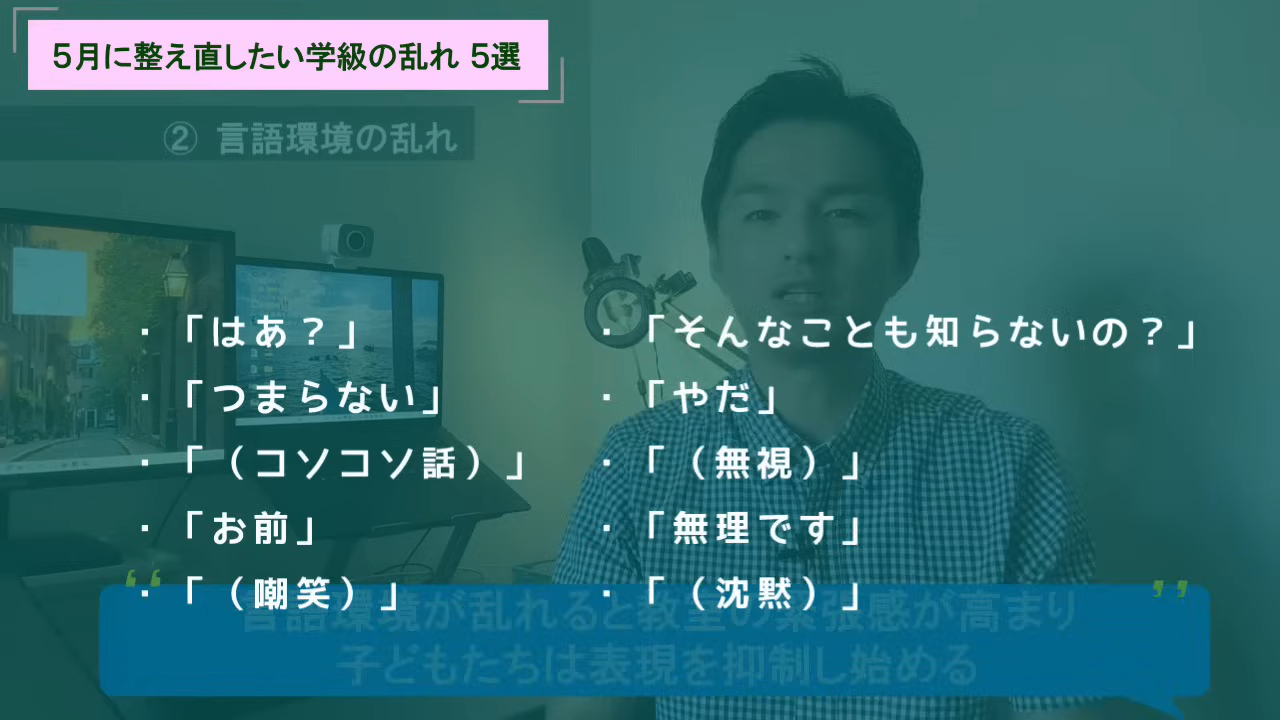 5月に整え直したい学級の乱れ 5選
② 言語環境の乱れ
・「はあ？」
・「つまらない」
・「（コソコソ話）」
・「お前」
・「（嘲笑）」
・「そんなことも知らないの？」
・「やだ」
・「（無視）」
・「無理です」
・「（沈黙）」
言語環境が乱れると教室の緊張感が高まり
子どもたちは表現を抑制し始める